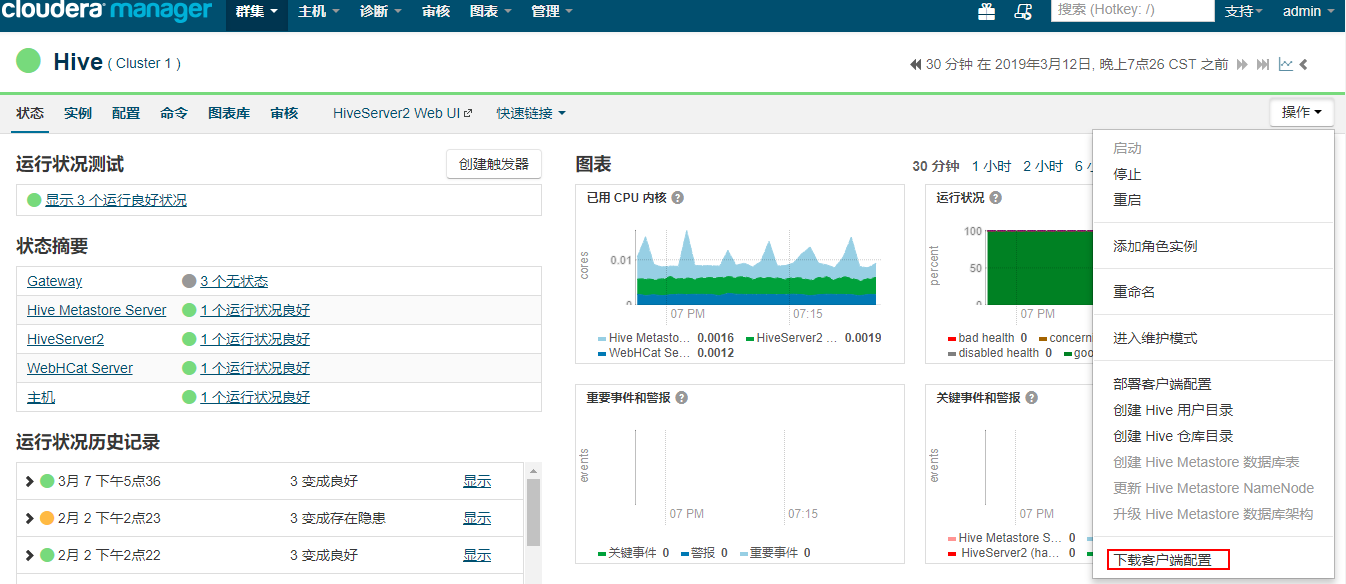 cloudera manager 群集 主机 诊断 审核 图表 管理 搜索 (Hotkey: /) 支持 admin
Hive ( Cluster 1 ) 30 分钟 在 2019年3月12日, 晚上7点26 CST 之前
状态 实例 配置 命令 图表库 审核 HiveServer2 Web UI 快速链接 操作
运行状况测试 创建触发器
显示 3 个运行良好状况
状态摘要
Gateway 3 个无状态
Hive Metastore Server 1 个运行状况良好
HiveServer2 1 个运行状况良好
WebHCat Server 1 个运行状况良好
主机 1 个运行状况良好
运行状况历史记录
3月 7 下午5点36 3 变成良好 显示
2月 2 下午2点23 3 变成存在隐患 显示
2月 2 下午2点22 3 变成良好 显示
图表 30 分钟 1 小时 2 小时 6 小
已用 CPU 内核
cores
0.01
0
07 PM 07:15
Hive Metasto... 0.0016 HiveServer2 ... 0.0019
WebHCat Se... 0.0012
运行状况
percent
100
50
0
07 PM
bad health 0 concerni
disabled health 0 goo
重要事件和警报
events
07 PM 07:15
关键事件 0 警报 0 重要事件 0
关键事件和警报
events
07 PM
Hive Metastore S... 0
HiveServer2 (ha... 0
启动
停止
重启
添加角色实例
重命名
进入维护模式
部署客户端配置
创建 Hive 用户目录
创建 Hive 仓库目录
创建 Hive Metastore 数据库表
更新 Hive Metastore NameNode
升级 Hive Metastore 数据库架构
下载客户端配置